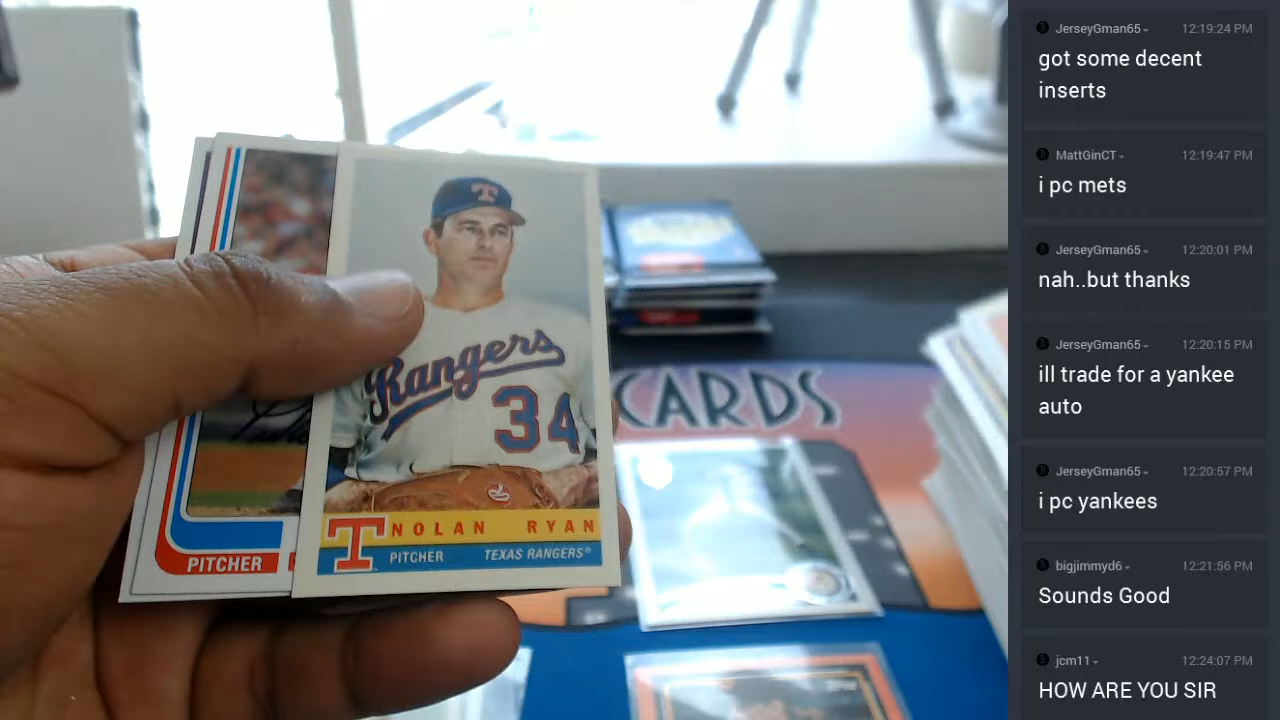 T
Rangers
34
T NOLAN RYAN
PITCHER TEXAS RANGERS®
PITCHER
CARDS
JerseyGman65 12:19:24 PM
got some decent
inserts
MattGinCT 12:19:47 PM
i pc mets
JerseyGman65 12:20:01 PM
nah..but thanks
JerseyGman65 12:20:15 PM
ill trade for a yankee
auto
JerseyGman65 12:20:57 PM
i pc yankees
bigjimmyd6 12:21:56 PM
Sounds Good
jcm11 12:24:07 PM
HOW ARE YOU SIR